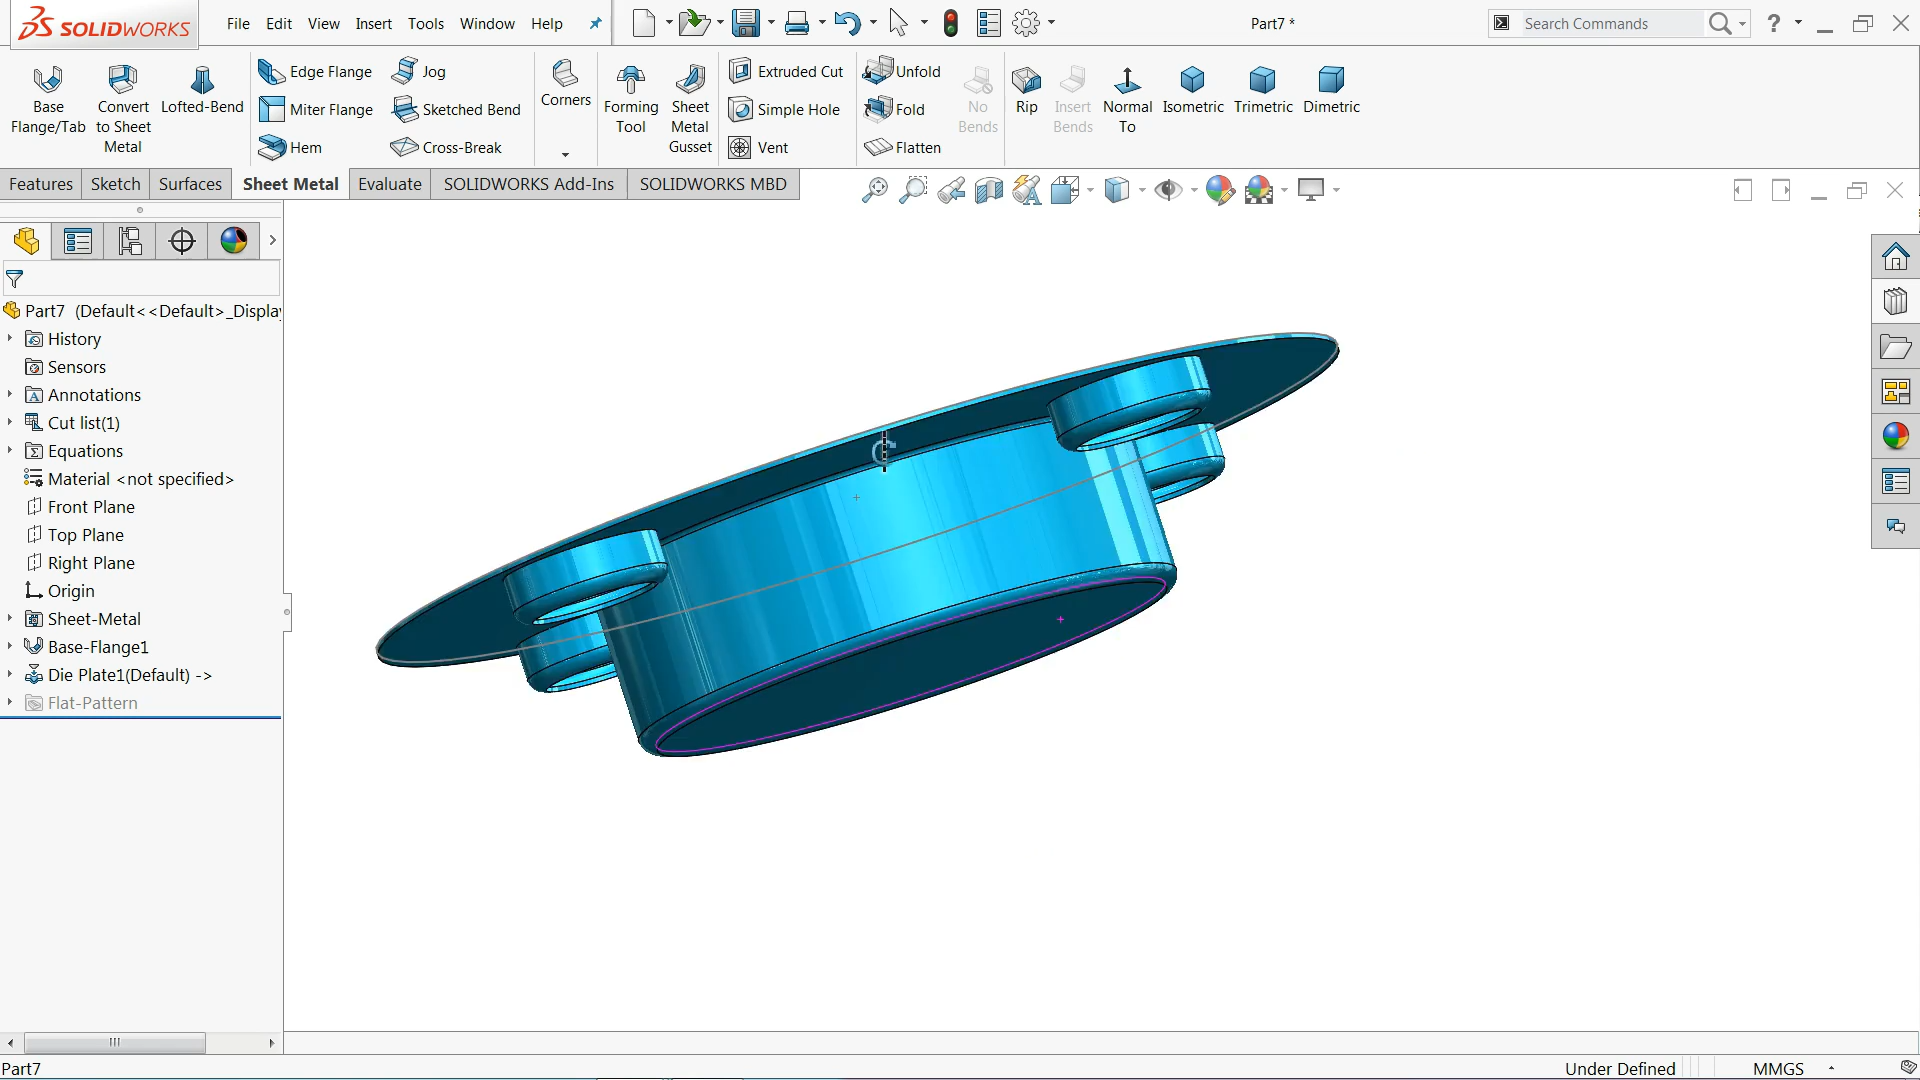 SOLIDWORKS File Edit View Insert Tools Window Help Part7 * Search Commands ?
Base Flange/Tab
Convert to Sheet Metal
Lofted-Bend
Edge Flange
Miter Flange
Hem
Jog
Sketched Bend
Cross-Break
Corners
Forming Tool
Sheet Metal Gusset
Extruded Cut
Simple Hole
Vent
Unfold
Fold
Flatten
No Bends
Rip
Insert Bends
Normal To
Isometric
Trimetric
Dimetric
Features Sketch Surfaces Sheet Metal Evaluate SOLIDWORKS Add-Ins SOLIDWORKS MBD
Part7 (Default<<Default>_Displa
History
Sensors
Annotations
Cut list(1)
Equations
Material <not specified>
Front Plane
Top Plane
Right Plane
Origin
Sheet-Metal
Base-Flange1
Die Plate1(Default) ->
Flat-Pattern
Part7 Under Defined MMGS